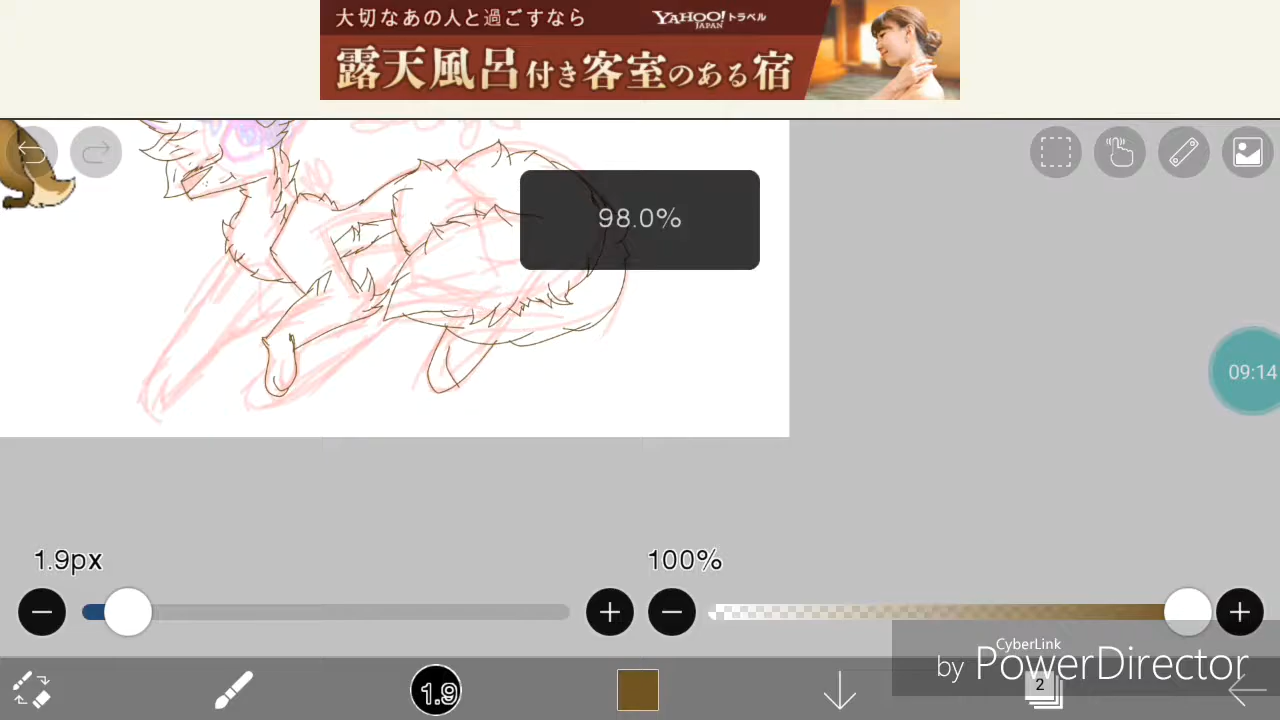 大切なあの人と過ごすなら
YAHOO!トラベル
JAPAN
露天風呂付き客室のある宿
98.0%
09:14
1.9px
100%
CyberLink
by PowerDirector
1.9
2